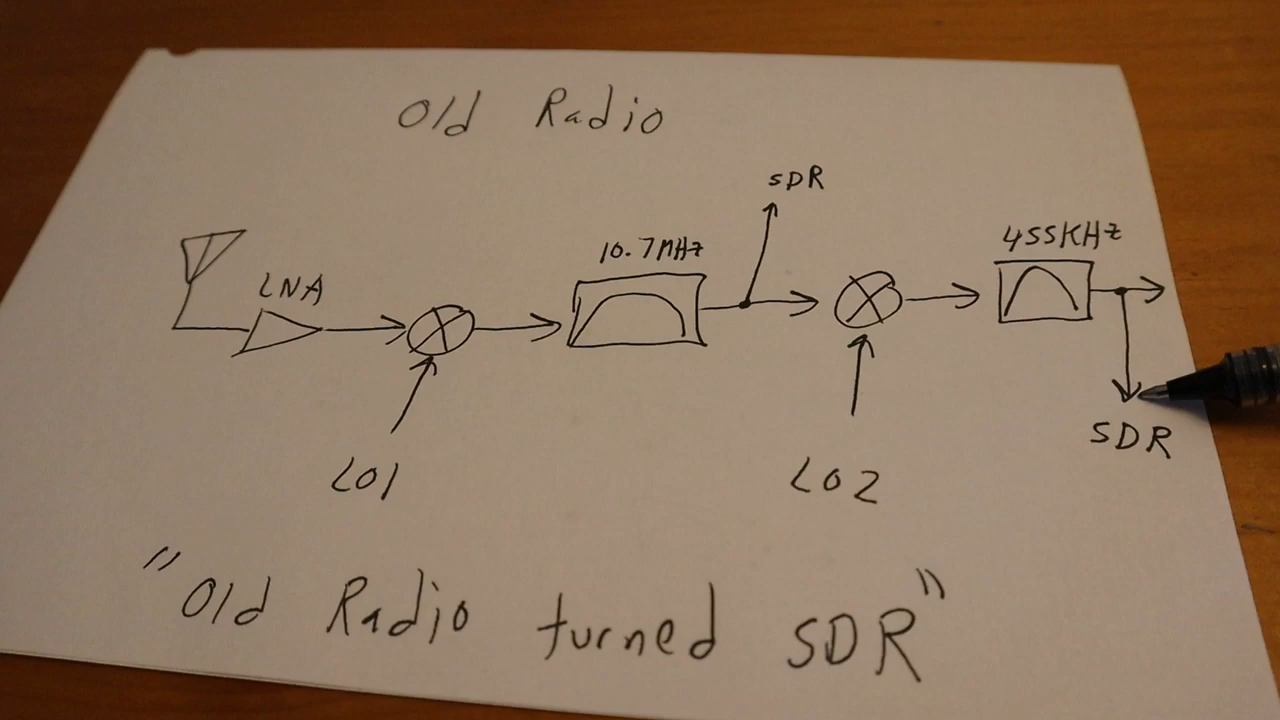 Old Radio
SDR
10.7MHz
455KHz
LNA
SDR
LO1
LO2
"Old Radio turned SDR"